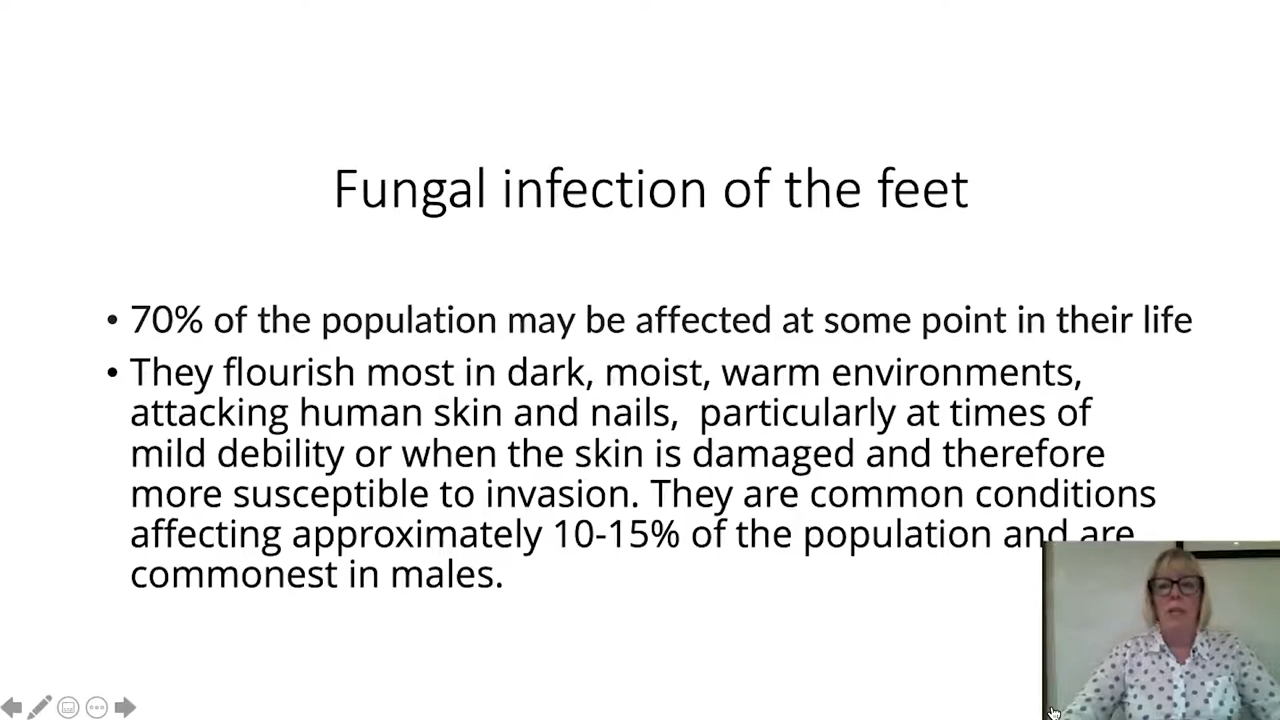 Fungal infection of the feet
• 70% of the population may be affected at some point in their life
• They flourish most in dark, moist, warm environments,
attacking human skin and nails,  particularly at times of
mild debility or when the skin is damaged and therefore
more susceptible to invasion. They are common conditions
affecting approximately 10-15% of the population and are
commonest in males.